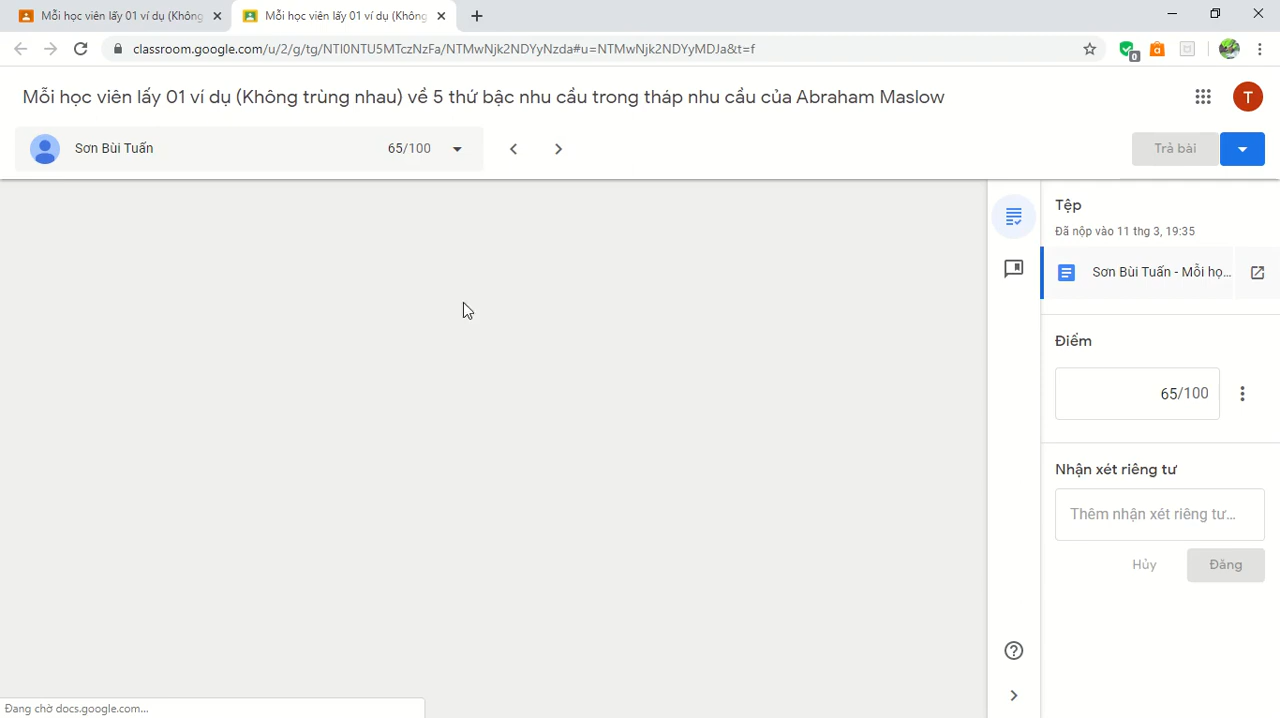 Mỗi học viên lấy 01 ví dụ (Không
Mỗi học viên lấy 01 ví dụ (Không
classroom.google.com/u/2/g/tg/NTI0NTU5MTczNzFa/NTMwNjk2NDYyNzda#u=NTMwNjk2NDYyMDJa&t=f
0
a
Mỗi học viên lấy 01 ví dụ (Không trùng nhau) về 5 thứ bậc nhu cầu trong tháp nhu cầu của Abraham Maslow
T
Sơn Bùi Tuấn
65/100
Trả bài
Tệp
Đã nộp vào 11 thg 3, 19:35
Sơn Bùi Tuấn - Mỗi họ...
Điểm
65/100
Nhận xét riêng tư
Thêm nhận xét riêng tư...
Hủy
Đăng
Đang chờ docs.google.com...